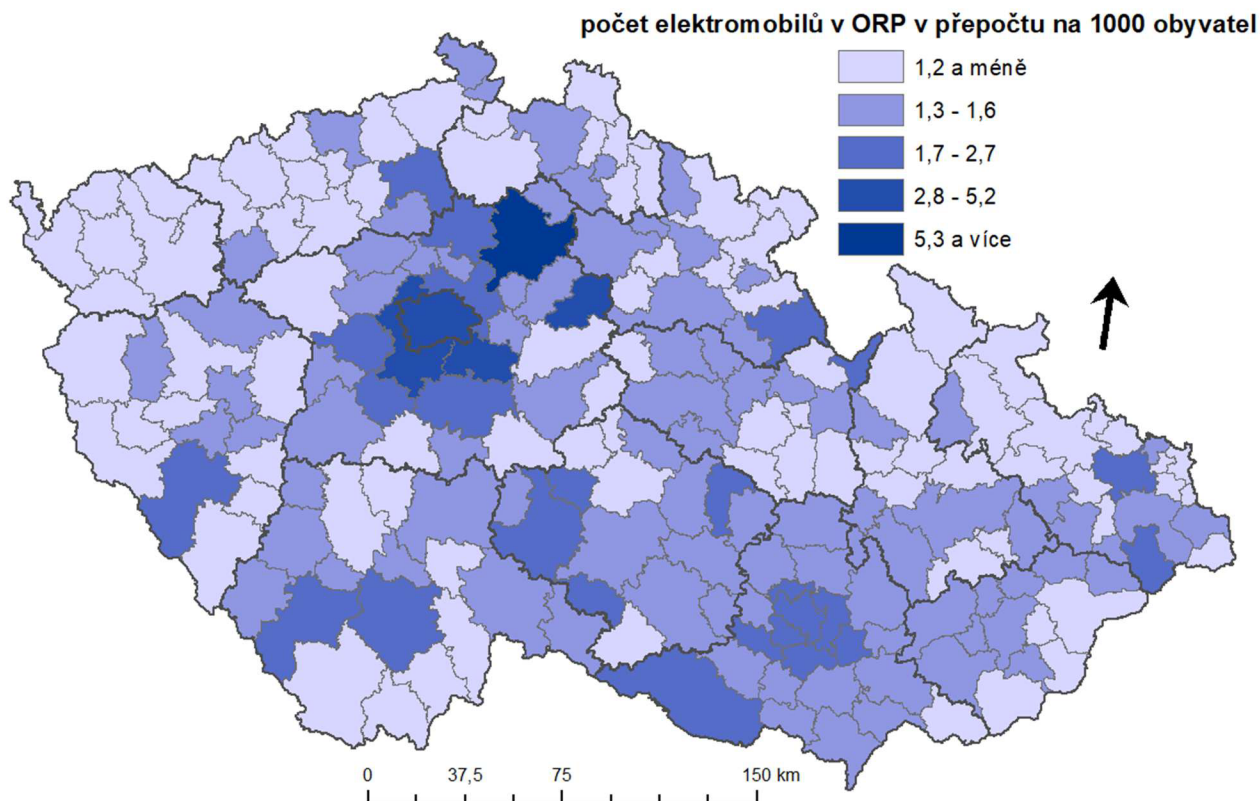 počet elektromobilů v ORP v přepočtu na 1000 obyvatel
1,2 a méně
1,3 - 1,6
1,7 - 2,7
2,8 - 5,2
5,3 a více
0 37,5 75 150 km